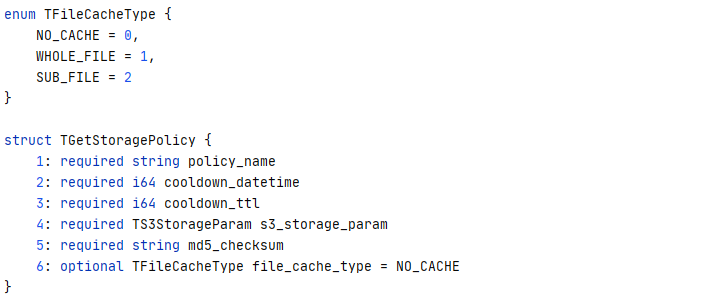 enum TFileCacheType {
    NO_CACHE = 0,
    WHOLE_FILE = 1,
    SUB_FILE = 2
}

struct TGetStoragePolicy {
    1: required string policy_name
    2: required i64 cooldown_datetime
    3: required i64 cooldown_ttl
    4: required TS3StorageParam s3_storage_param
    5: required string md5_checksum
    6: optional TFileCacheType file_cache_type = NO_CACHE
}